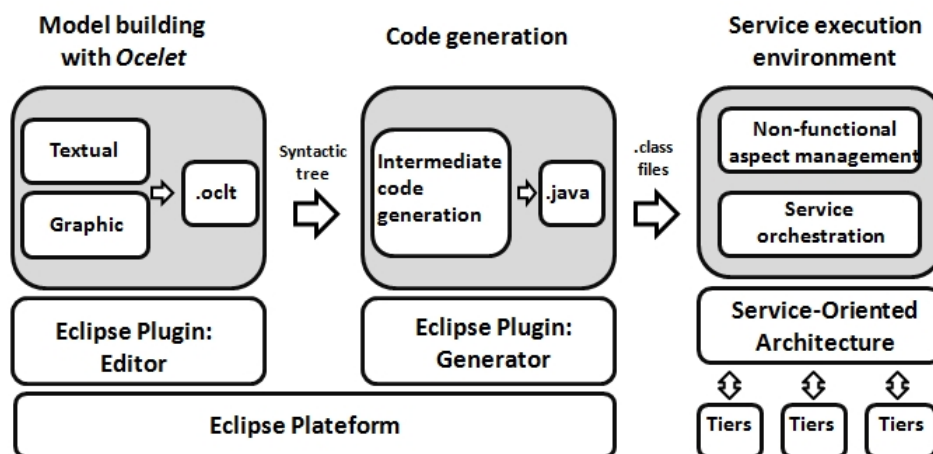 Model building
with Ocelet
Textual
Graphic
.oclt
Eclipse Plugin:
Editor
Syntactic
tree
Code generation
Intermediate
code
generation
.java
Eclipse Plugin:
Generator
Eclipse Plateform
.class
files
Service execution
environment
Non-functional
aspect management
Service
orchestration
Service-Oriented
Architecture
Tiers
Tiers
Tiers